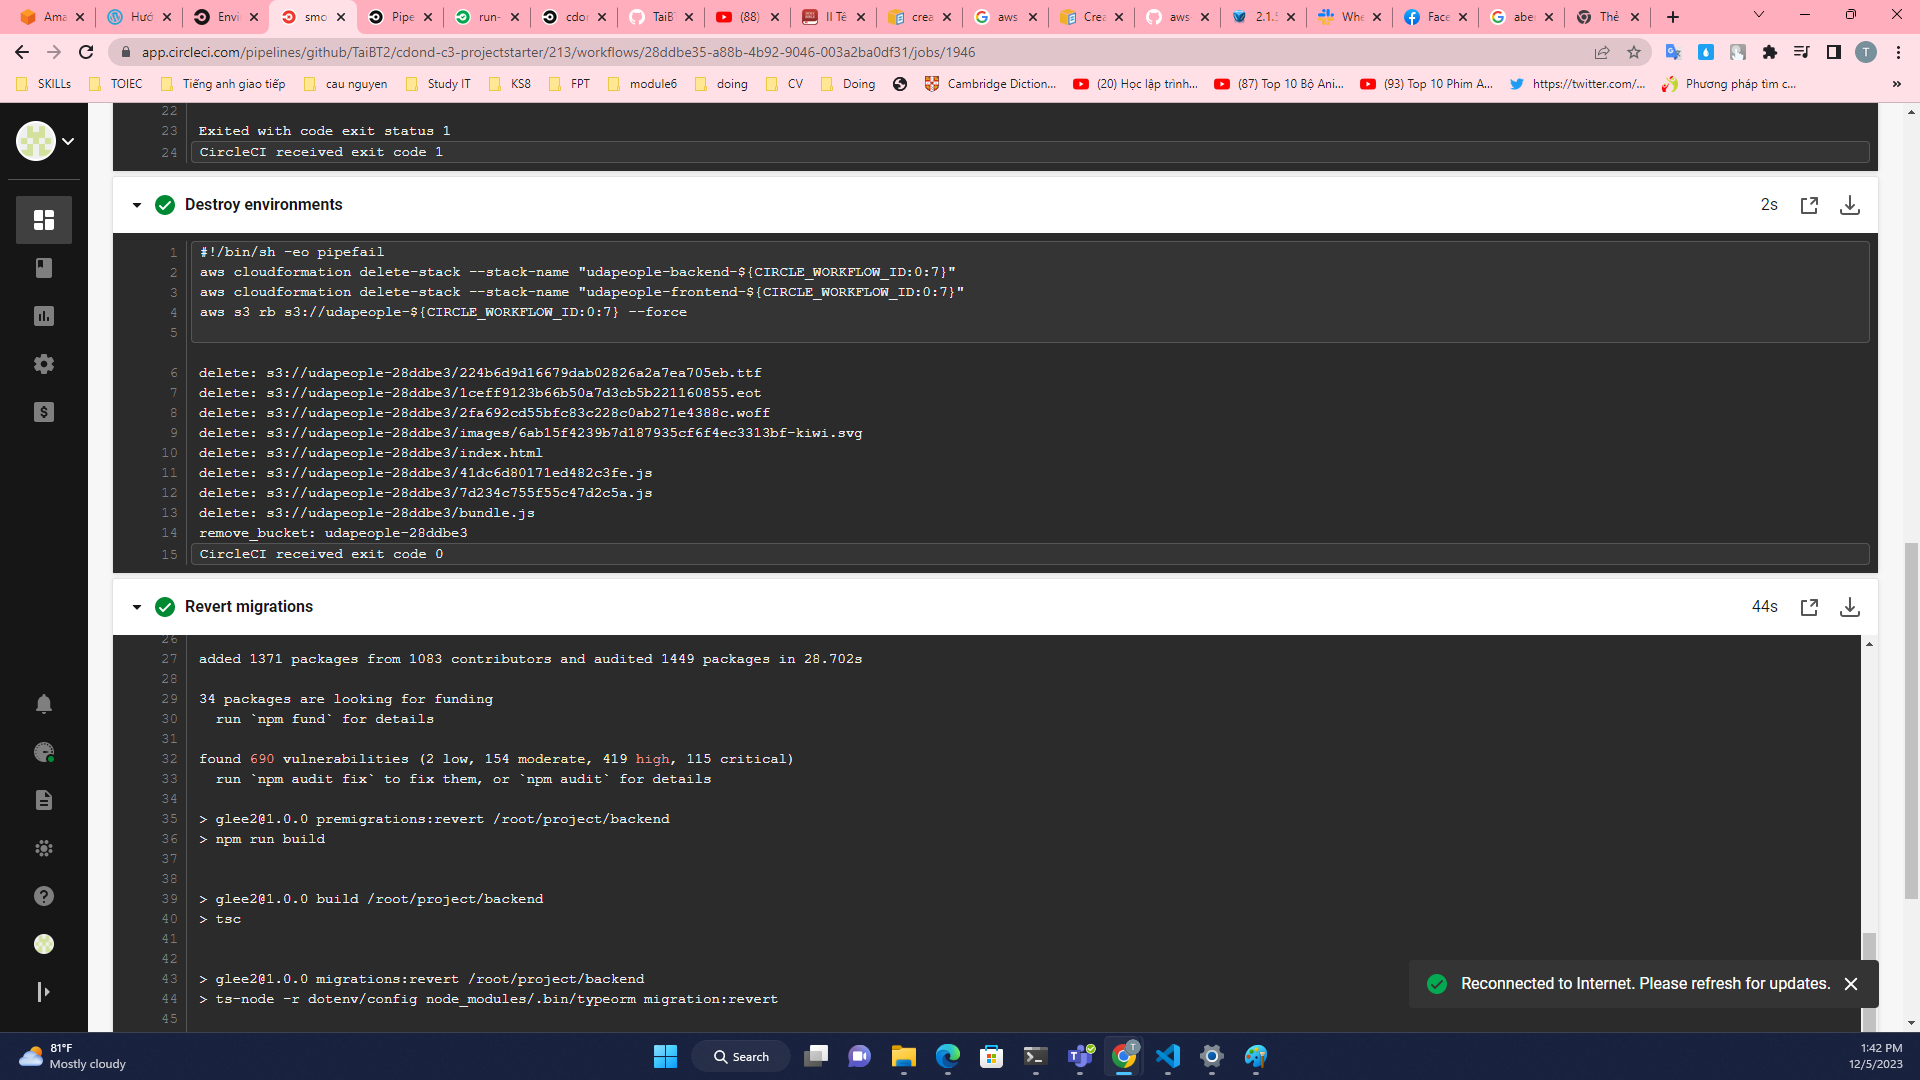 Ama
Hướ
Envi
smo
Pipe
run-
cdor
TaiBT
(88)
II Tê
crea
aws
Crea
aws
2.1.5
Whe
Face
aber
Thẻ
app.circleci.com/pipelines/github/TaiBT2/cdond-c3-projectstarter/213/workflows/28ddbe35-a88b-4b92-9046-003a2ba0df31/jobs/1946
T
SKILLs
TOIEC
Tiếng anh giao tiếp
cau nguyen
Study IT
KS8
FPT
module6
doing
CV
Doing
Cambridge Diction...
(20) Học lập trình...
(87) Top 10 Bộ Ani...
(93) Top 10 Phim A...
https://twitter.com/...
Phương pháp tìm c...
»
22
23 Exited with code exit status 1
24 CircleCI received exit code 1
Destroy environments
2s
1 #!/bin/sh -eo pipefail
2 aws cloudformation delete-stack --stack-name "udapeople-backend-${CIRCLE_WORKFLOW_ID:0:7}"
3 aws cloudformation delete-stack --stack-name "udapeople-frontend-${CIRCLE_WORKFLOW_ID:0:7}"
4 aws s3 rb s3://udapeople-${CIRCLE_WORKFLOW_ID:0:7} --force
5
6 delete: s3://udapeople-28ddbe3/224b6d9d16679dab02826a2a7ea705eb.ttf
7 delete: s3://udapeople-28ddbe3/1ceff9123b66b50a7d3cb5b221160855.eot
8 delete: s3://udapeople-28ddbe3/2fa692cd55bfc83c228c0ab271e4388c.woff
9 delete: s3://udapeople-28ddbe3/images/6ab15f4239b7d187935cf6f4ec3313bf-kiwi.svg
10 delete: s3://udapeople-28ddbe3/index.html
11 delete: s3://udapeople-28ddbe3/41dc6d80171ed482c3fe.js
12 delete: s3://udapeople-28ddbe3/7d234c755f55c47d2c5a.js
13 delete: s3://udapeople-28ddbe3/bundle.js
14 remove_bucket: udapeople-28ddbe3
15 CircleCI received exit code 0
Revert migrations
44s
26
27 added 1371 packages from 1083 contributors and audited 1449 packages in 28.702s
28
29 34 packages are looking for funding
30 run `npm fund` for details
31
32 found 690 vulnerabilities (2 low, 154 moderate, 419 high, 115 critical)
33 run `npm audit fix` to fix them, or `npm audit` for details
34
35 > glee2@1.0.0 premigrations:revert /root/project/backend
36 > npm run build
37
38
39 > glee2@1.0.0 build /root/project/backend
40 > tsc
41
42
43 > glee2@1.0.0 migrations:revert /root/project/backend
44 > ts-node -r dotenv/config node_modules/.bin/typeorm migration:revert
45
Reconnected to Internet. Please refresh for updates.
81°F
Mostly cloudy
Search
1:42 PM
12/5/2023